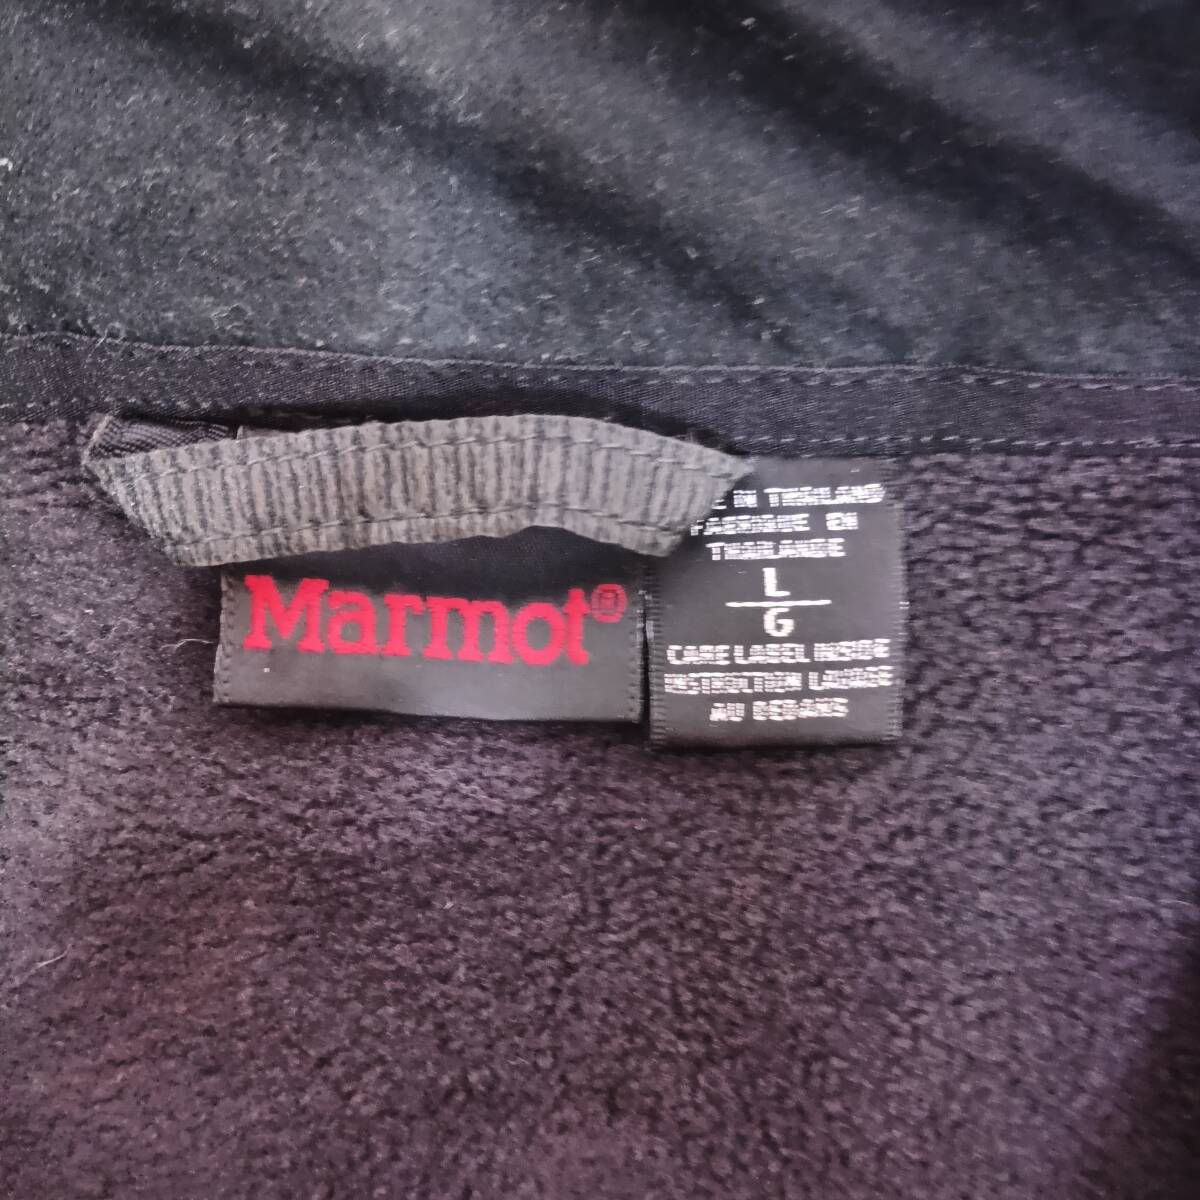 Marmot®
E IN THAILAND
FABRIQUE EN
THAILANDE
L
G
CARE LABEL INSIDE
INSTRUCTION LAVAGE
AU DEDANS